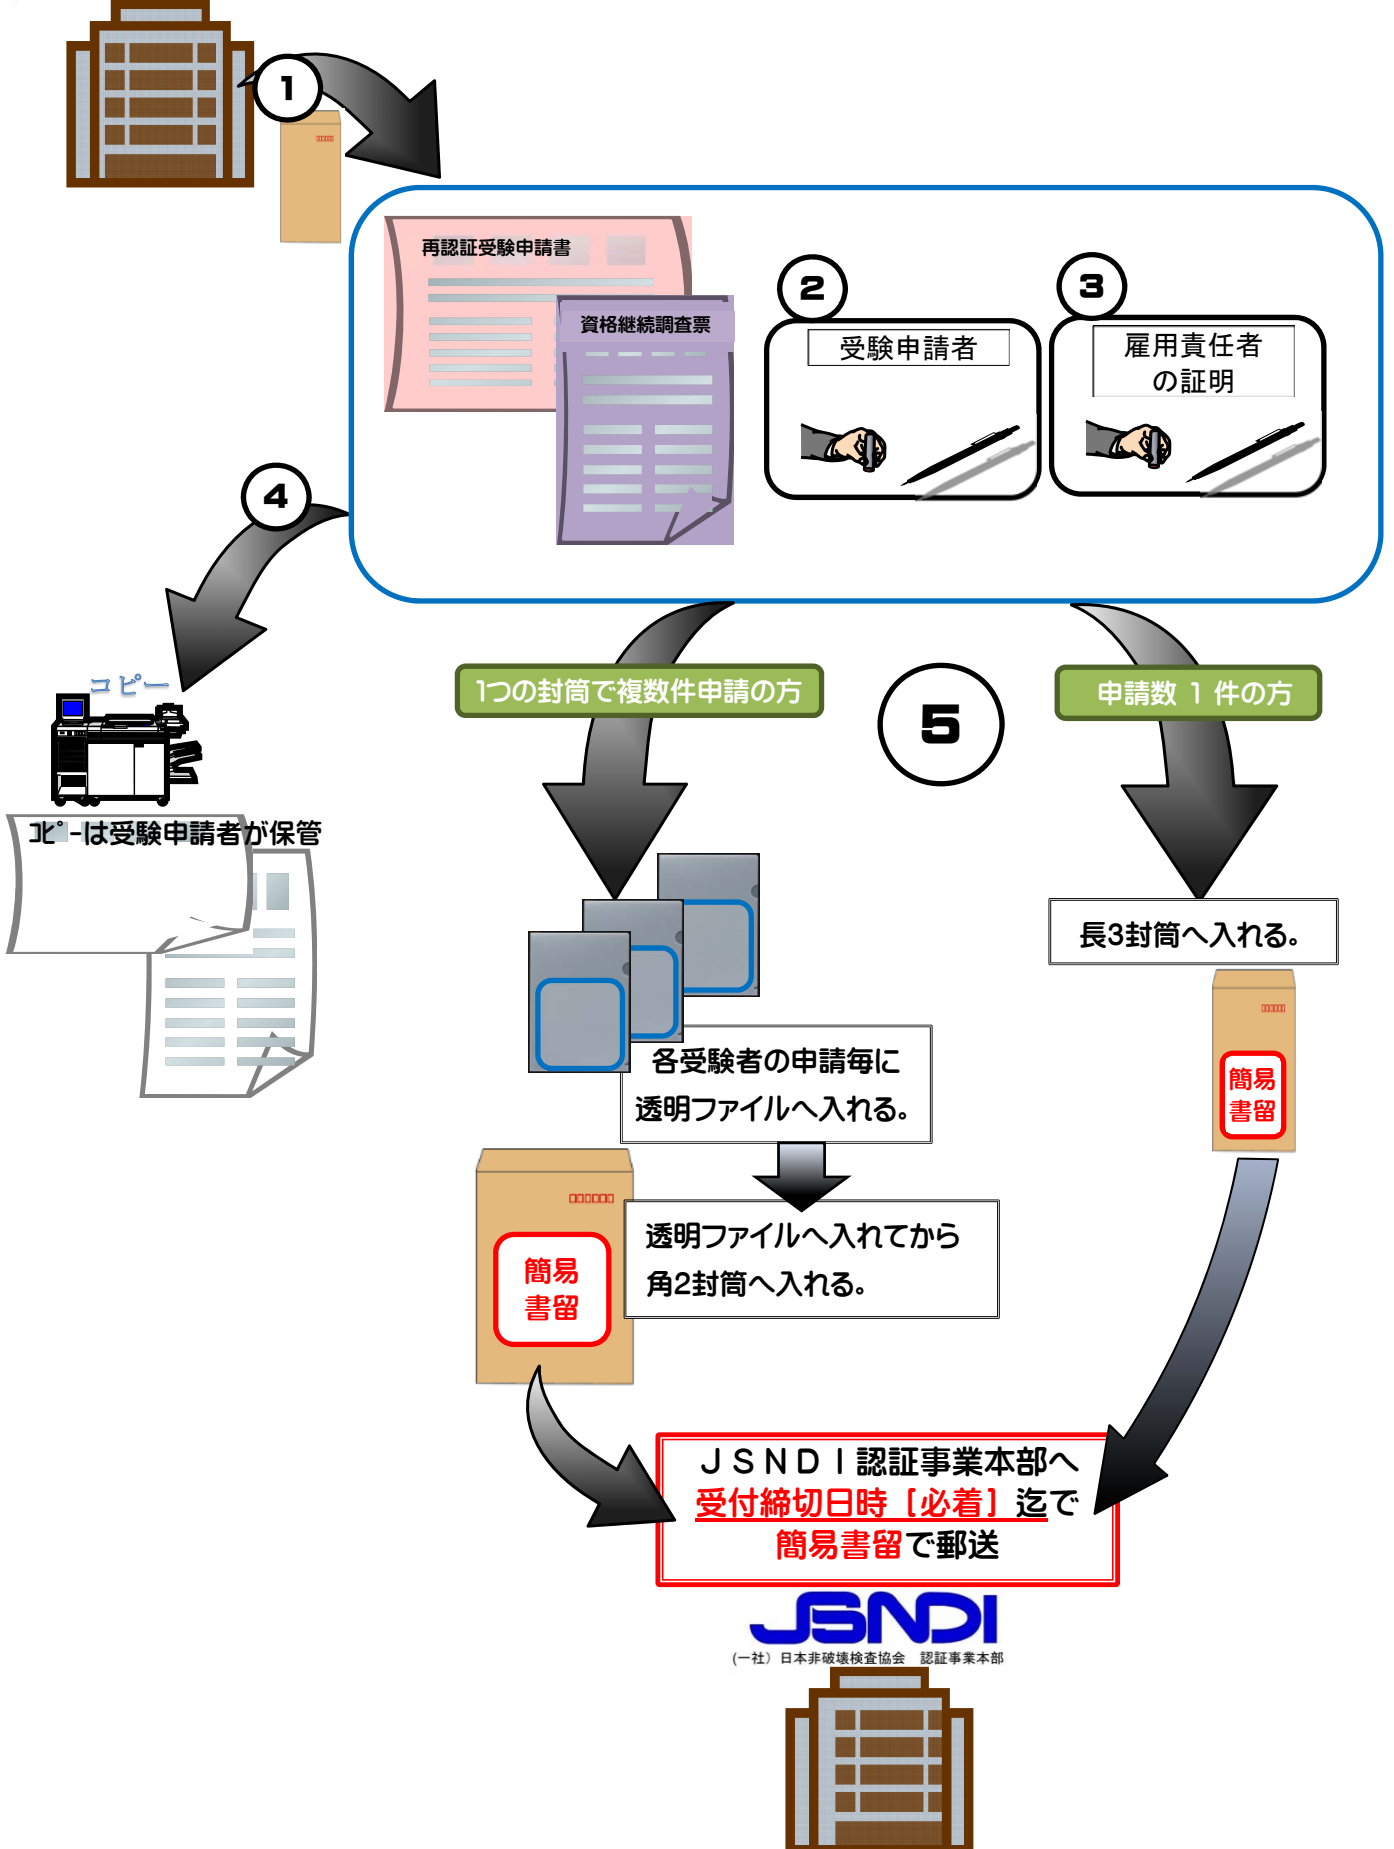 1
再認証受験申請書
資格継続調査票
2
受験申請者
3
雇用責任者
の証明
4
コピー
ｺﾋﾟｰは受験申請者が保管
1つの封筒で複数件申請の方
5
申請数 1 件の方
長3封筒へ入れる。
簡易
書留
各受験者の申請毎に
透明ファイルへ入れる。
透明ファイルへ入れてから
角2封筒へ入れる。
簡易
書留
ＪＳＮＤＩ認証事業本部へ
受付締切日時［必着］迄で
簡易書留で郵送
JSNDI
(一社）日本非破壊検査協会　認証事業本部